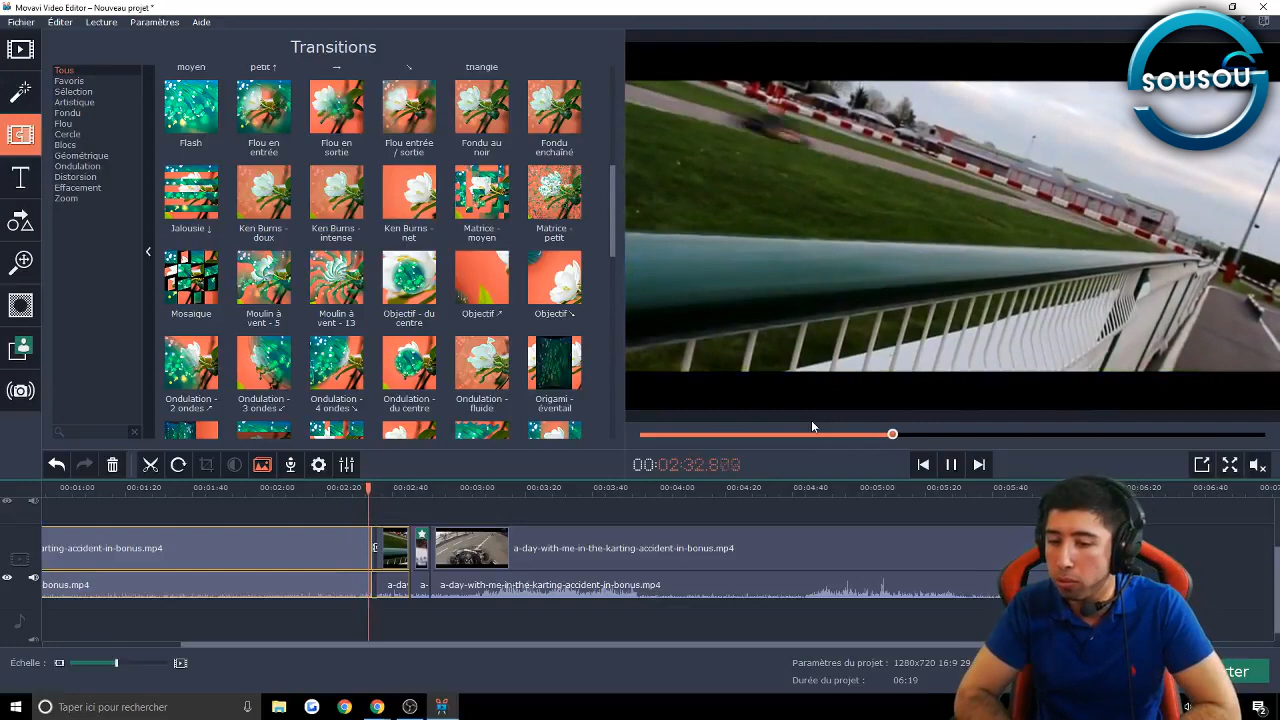 Movavi Video Editor – Nouveau projet *
Fichier Éditer Lecture Paramètres Aide
SOUSOU
Transitions
Tous
Favoris
Sélection
Artistique
Fondu
Flou
Cercle
Blocs
Géométrique
Ondulation
Distorsion
Effacement
Zoom
moyen petit ↑ → ↘ triangle
Flash Flou en entrée Flou en sortie Flou entrée / sortie Fondu au noir Fondu enchaîné
Jalousie ↓ Ken Burns - doux Ken Burns - intense Ken Burns - net Matrice - moyen Matrice - petit
Mosaïque Moulin à vent - 5 Moulin à vent - 13 Objectif - du centre Objectif ↗ Objectif ↘
Ondulation - 2 ondes ↗ Ondulation - 3 ondes ↙ Ondulation - 4 ondes ↘ Ondulation - du centre Ondulation - fluide Origami - éventail
00:01:00 00:01:20 00:01:40 00:02:00 00:02:20 00:02:40 00:03:00 00:03:20 00:03:40 00:04:00 00:04:20 00:04:40 00:05:00 00:05:20 00:05:40 00:06:00 00:06:20 00:06:40
arting-accident-in-bonus.mp4 a-day-with-me-in-the-karting-accident-in-bonus.mp4
bonus.mp4 a-day a- a-day-with-me-in-the-karting-accident-in-bonus.mp4
Échelle :
Paramètres du projet : 1280x720 16:9 29
Durée du projet : 06:19
rter
Taper ici pour rechercher
2